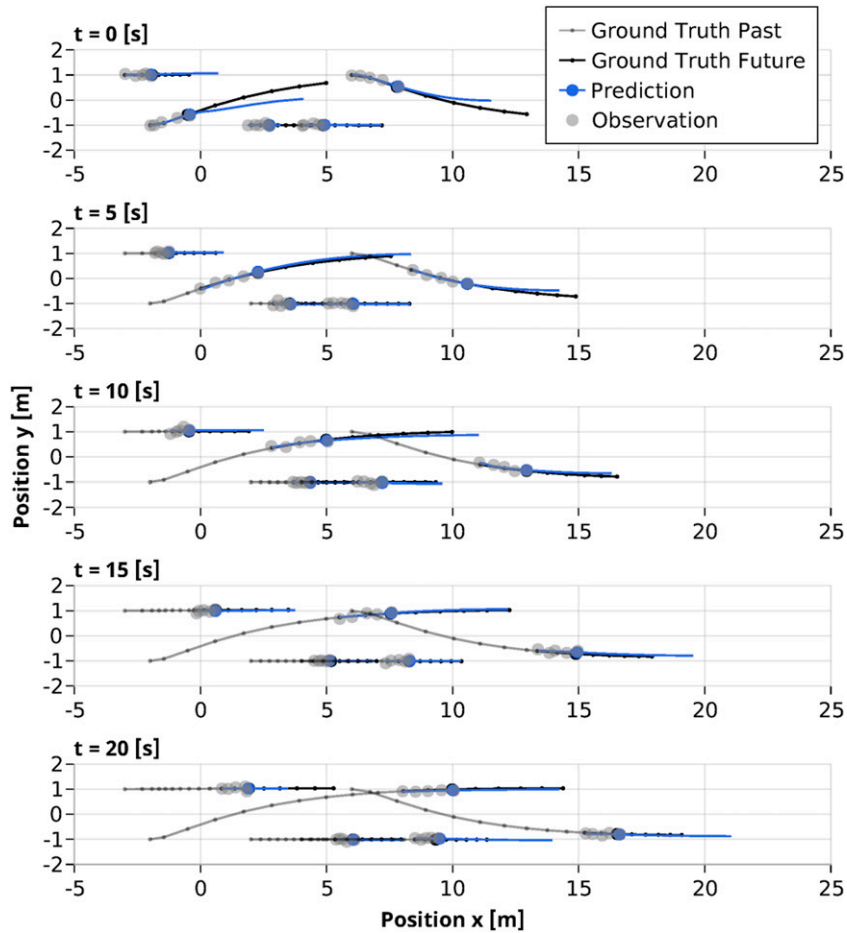 t = 0 [s]
Ground Truth Past
Ground Truth Future
Prediction
Observation
2
1
0
-1
-2
-5 0 5 10 15 20 25
t = 5 [s]
2
1
0
-1
-2
-5 0 5 10 15 20 25
t = 10 [s]
2
1
0
-1
-2
-5 0 5 10 15 20 25
t = 15 [s]
2
1
0
-1
-2
-5 0 5 10 15 20 25
t = 20 [s]
2
1
0
-1
-2
-5 0 5 10 15 20 25
Position y [m]
Position x [m]